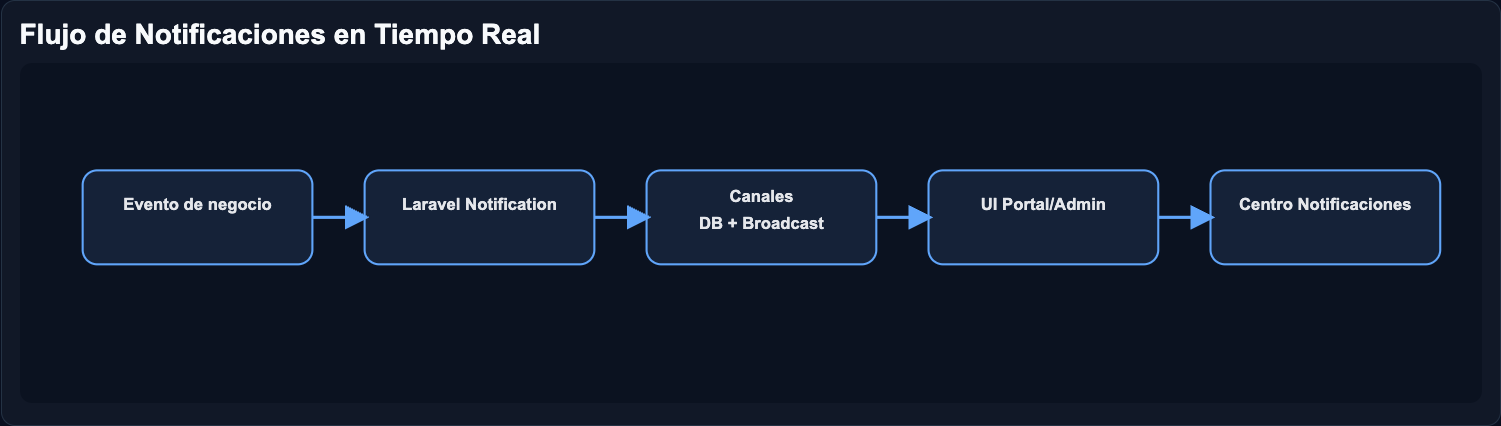 Flujo de Notificaciones en Tiempo Real
Evento de negocio
Laravel Notification
Canales
DB + Broadcast
UI Portal/Admin
Centro Notificaciones